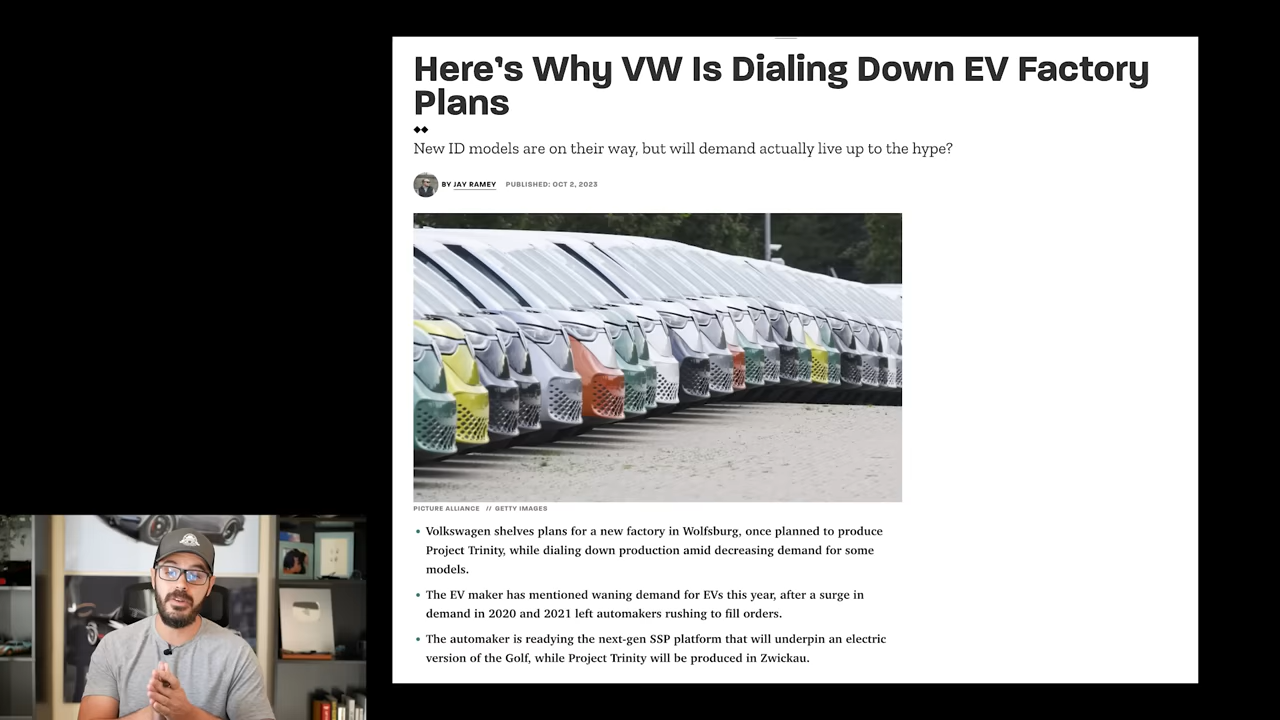 Here's Why VW Is Dialing Down EV Factory
Plans
New ID models are on their way, but will demand actually live up to the hype?
BY JAY RAMEY PUBLISHED: OCT 2, 2023
PICTURE ALLIANCE // GETTY IMAGES
• Volkswagen shelves plans for a new factory in Wolfsburg, once planned to produce
Project Trinity, while dialing down production amid decreasing demand for some
models.
• The EV maker has mentioned waning demand for EVs this year, after a surge in
demand in 2020 and 2021 left automakers rushing to fill orders.
• The automaker is readying the next-gen SSP platform that will underpin an electric
version of the Golf, while Project Trinity will be produced in Zwickau.